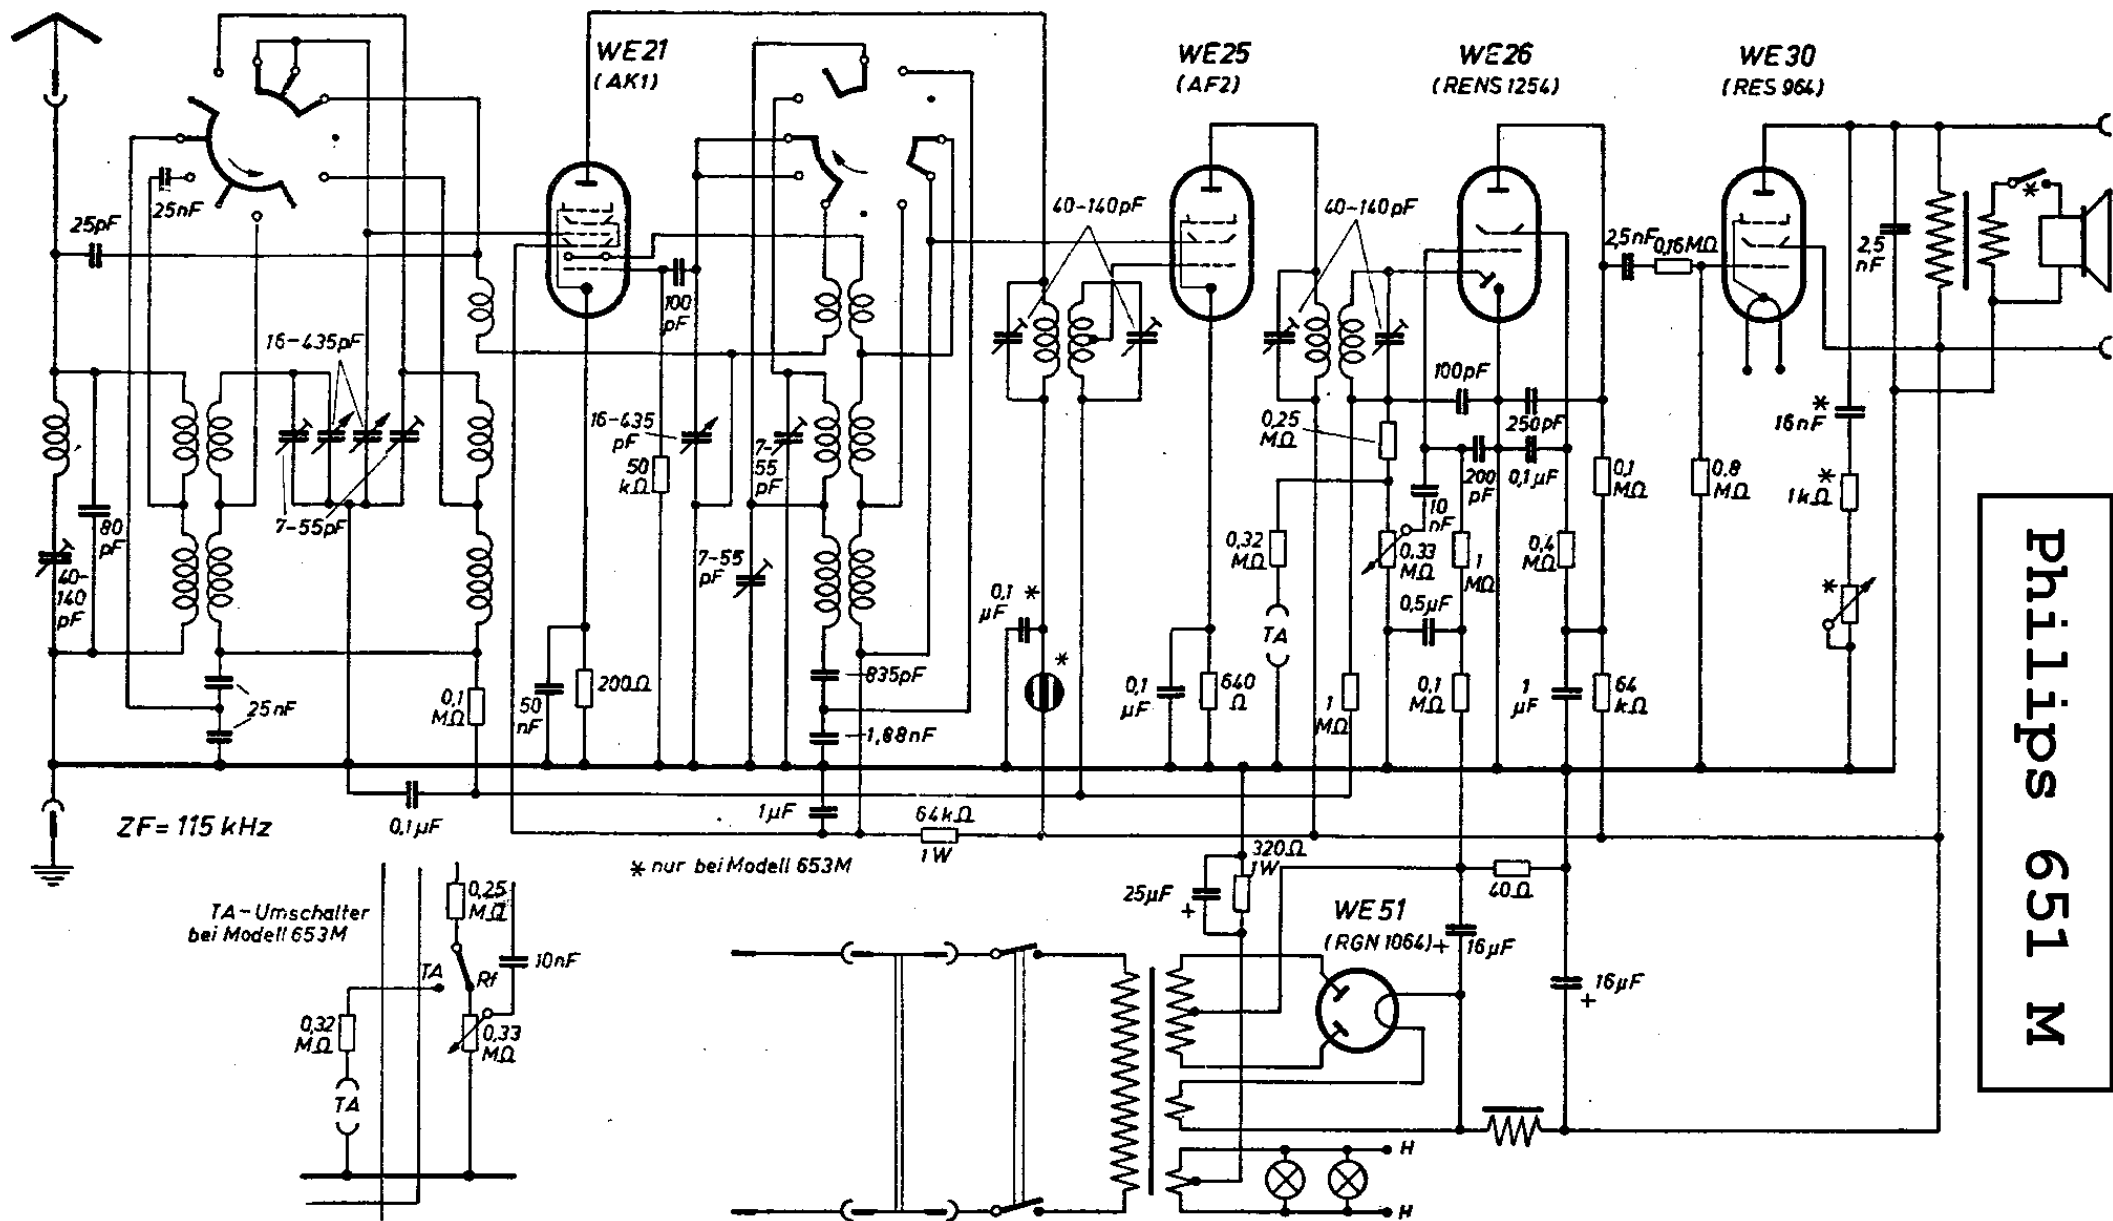 WE21
(AK1)
WE25
(AF2)
WE26
(RENS 1254)
WE30
(RES 964)
25pF
25nF
100
pF
40-140pF
40-140pF
2,5nF
0,16MΩ
2,5
nF
16-435pF
16-435
pF
50
kΩ
7-
55
pF
7-55pF
7-55
pF
80
pF
40-
140
pF
100pF
250pF
0,25
MΩ
200
pF
0,1µF
10
nF
0,1
MΩ
0,8
MΩ
*
16nF
*
1kΩ
*
*
0,32
MΩ
0,33
MΩ
1
MΩ
0,4
MΩ
0,5µF
0,1
µF
*
*
TA
25nF
0,1
MΩ
50
nF
200Ω
835pF
1,88nF
0,1
µF
640
Ω
1
MΩ
0,1
MΩ
1
µF
64
kΩ
ZF= 115 kHz
0,1µF
1µF
64kΩ
1W
* nur bei Modell 653M
320Ω
1W
25µF
+
40Ω
WE51
(RGN 1064)
+
16µF
16µF
+
TA-Umschalter
bei Modell 653M
0,25
MΩ
10nF
TA
Rf
0,32
MΩ
0,33
MΩ
TA
H
H
Philips 651 M